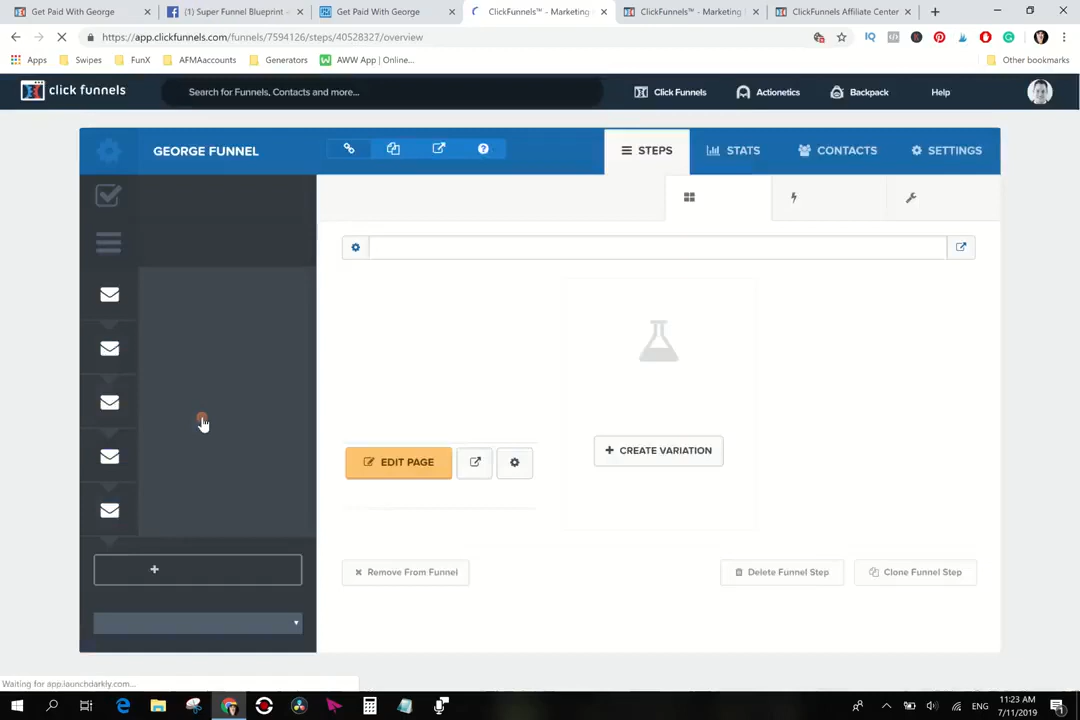 Get Paid With George
(1) Super Funnel Blueprint -
Get Paid With George
ClickFunnels™ - Marketing
ClickFunnels™ - Marketing
ClickFunnels Affiliate Center
https://app.clickfunnels.com/funnels/7594126/steps/40528327/overview
Apps
Swipes
FunX
AFMAaccounts
Generators
AWW App | Online...
Other bookmarks
click funnels
Search for Funnels, Contacts and more...
Click Funnels
Actionetics
Backpack
Help
GEORGE FUNNEL
STEPS
STATS
CONTACTS
SETTINGS
EDIT PAGE
CREATE VARIATION
Remove From Funnel
Delete Funnel Step
Clone Funnel Step
Waiting for app.launchdarkly.com...
ENG
11:23 AM
7/11/2019